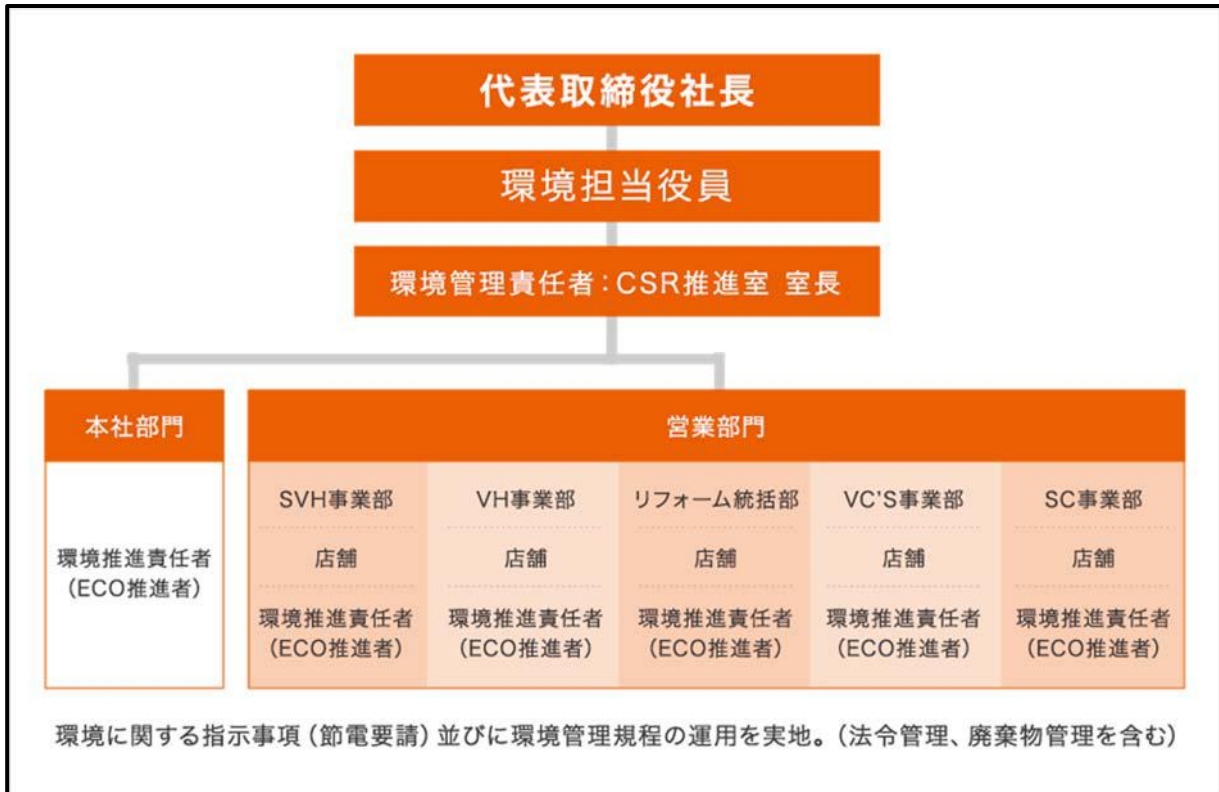 代表取締役社長
環境担当役員
環境管理責任者：CSR推進室 室長
本社部門
環境推進責任者
（ECO推進者）
営業部門
SVH事業部
店舗
環境推進責任者
（ECO推進者）
VH事業部
店舗
環境推進責任者
（ECO推進者）
リフォーム統括部
店舗
環境推進責任者
（ECO推進者）
VC'S事業部
店舗
環境推進責任者
（ECO推進者）
SC事業部
店舗
環境推進責任者
（ECO推進者）
環境に関する指示事項（節電要請）並びに環境管理規程の運用を実地。（法令管理、廃棄物管理を含む）